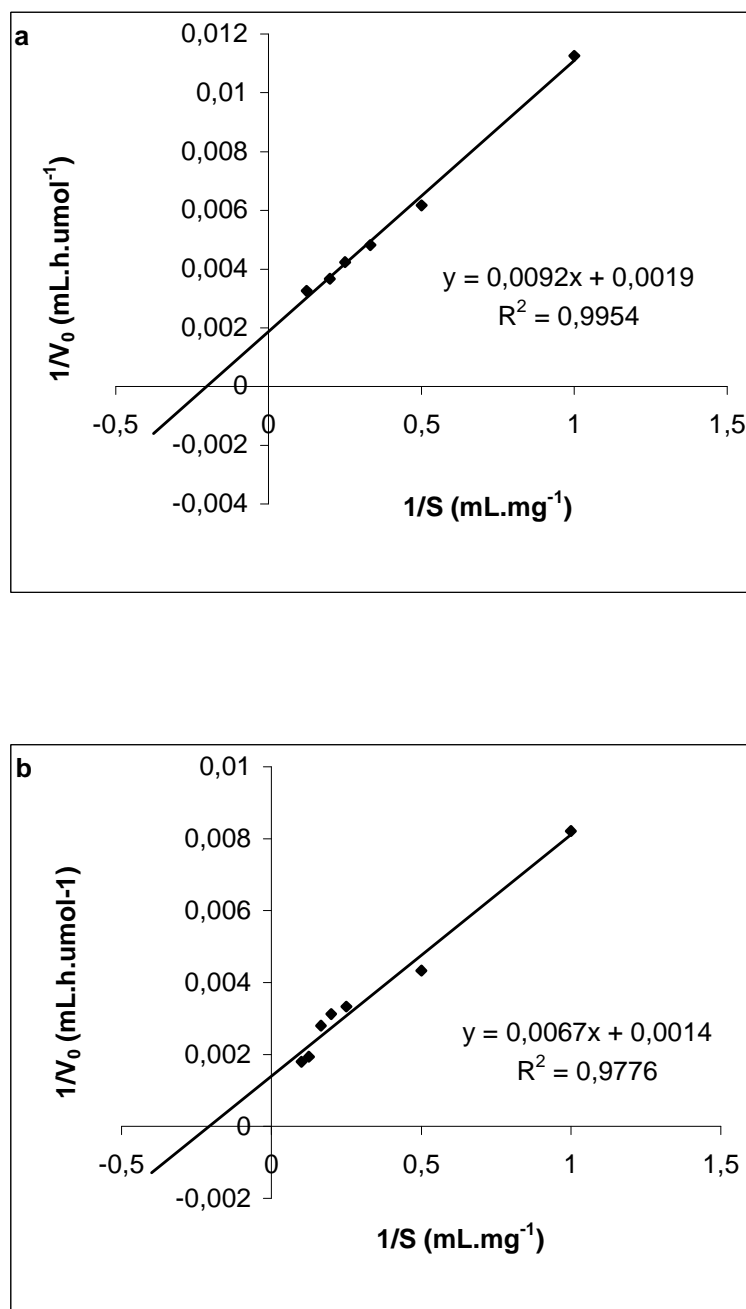 a
0,012
0,01
0,008
0,006
0,004
0,002
0
-0,002
-0,004
-0,5
0
0,5
1
1,5
1/V₀ (mL.h.umol⁻¹)
y = 0,0092x + 0,0019
R² = 0,9954
1/S (mL.mg⁻¹)
b
0,01
0,008
0,006
0,004
0,002
0
-0,002
-0,5
0
0,5
1
1,5
1/V₀ (mL.h.umol-1)
y = 0,0067x + 0,0014
R² = 0,9776
1/S (mL.mg⁻¹)